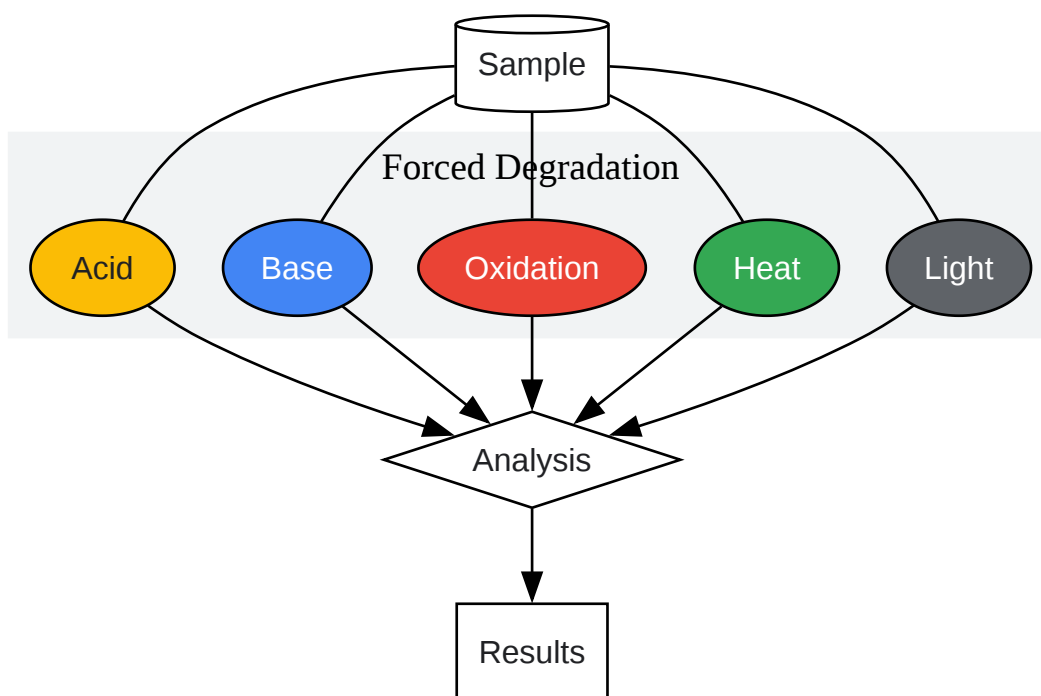 Sample
Forced Degradation
Acid
Base
Oxidation
Heat
Light
Analysis
Results